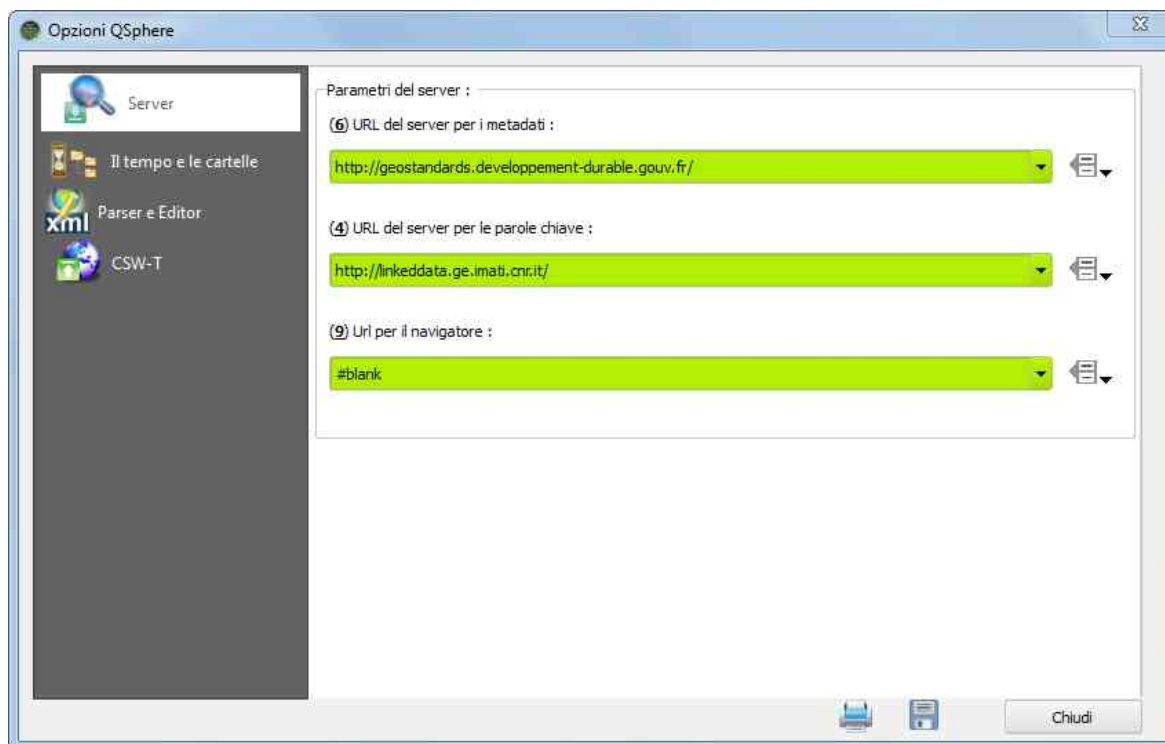 Opzioni QSphere
Server
Il tempo e le cartelle
xml Parser e Editor
CSW-T
Parametri del server :
(6) URL del server per i metadati :
http://geostandards.developpement-durable.gouv.fr/
(4) URL del server per le parole chiave :
http://linkeddata.ge.imati.cnr.it/
(9) Url per il navigatore :
#blank
Chiudi